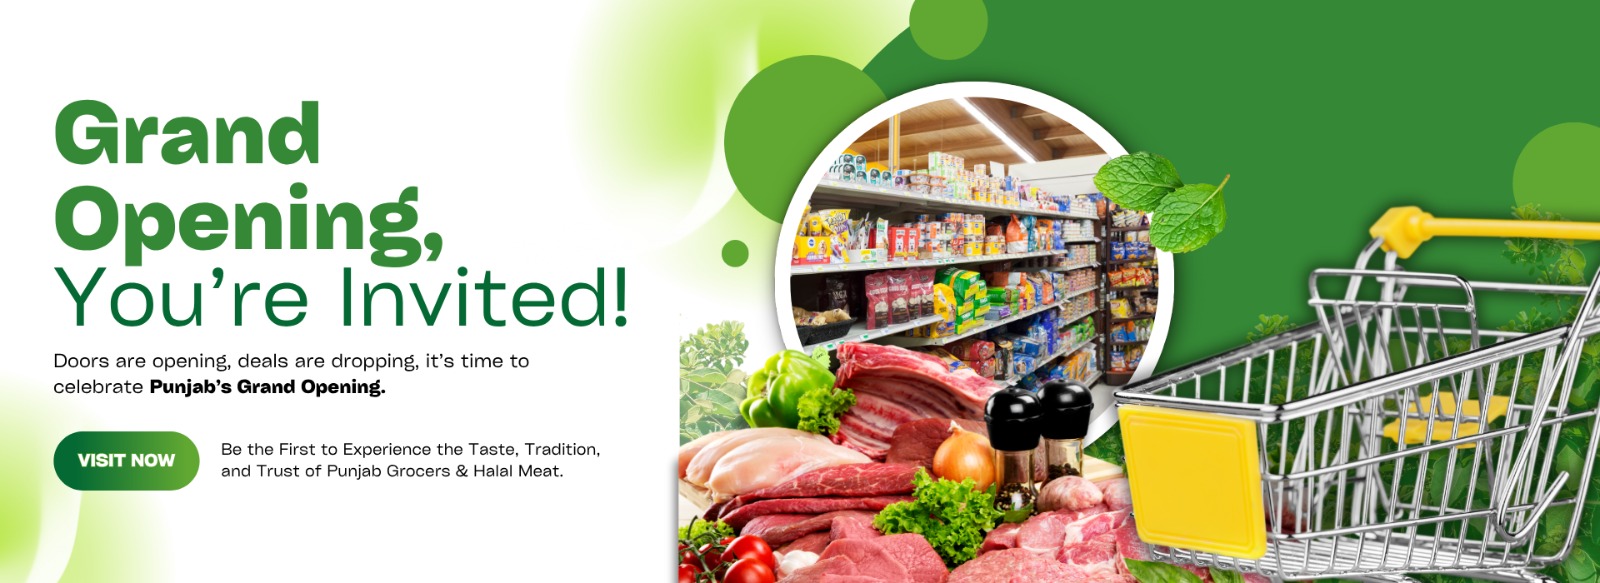 Grand
Opening,
You're Invited!
Doors are opening, deals are dropping, it's time to
celebrate Punjab's Grand Opening.
VISIT NOW
Be the First to Experience the Taste, Tradition,
and Trust of Punjab Grocers & Halal Meat.